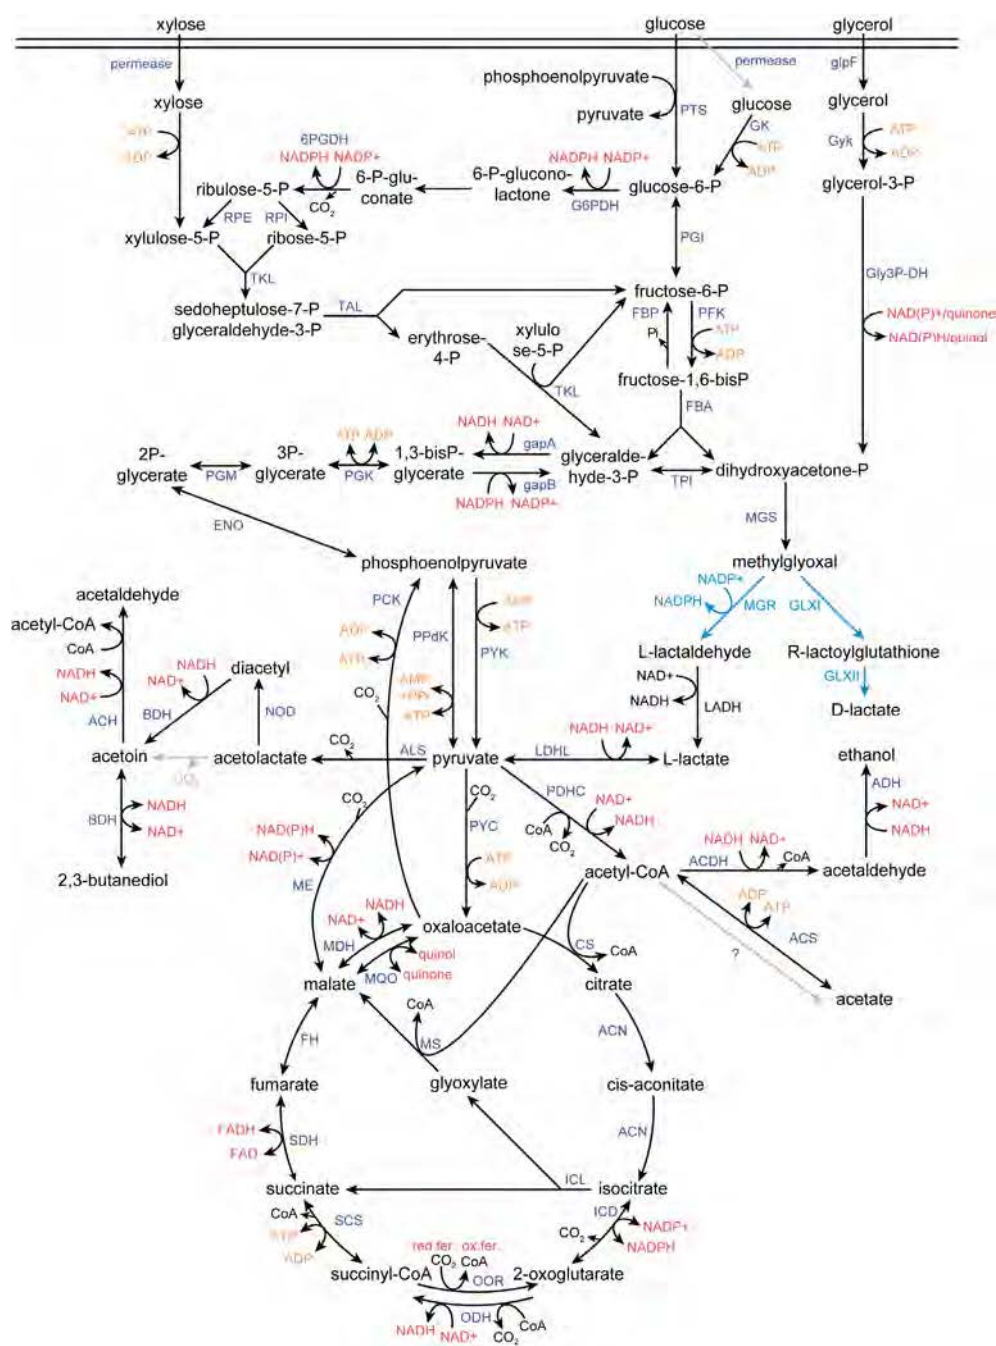 xylose glucose glycerol
permease permease glpF
phosphoenolpyruvate
xylose glucose glycerol
pyruvate PTS
GK
ATP ATP
6PGDH Gyk
ADP ADP
NADPH NADP+ NADPH NADP+
ribulose-5-P 6-P-glu-
conate 6-P-glucono-
lactone glucose-6-P glycerol-3-P
CO2 G6PDH
RPE RPI
xylulose-5-P ribose-5-P PGI
TKL Gly3P-DH
sedoheptulose-7-P
glyceraldehyde-3-P
TAL fructose-6-P
NAD(P)+/quinone
NAD(P)H/quinol
erythrose-
4-P
xylulo
se-5-P
FBP PFK
Pi ATP
ADP
TKL fructose-1,6-bisP
FBA
NADH NAD+
gapA
2P-
glycerate
3P-
glycerate
ATP ADP
1,3-bisP-
glycerate
glyceralde-
hyde-3-P
dihydroxyacetone-P
PGM PGK gapB TPI
NADPH NADP+
ENO MGS
phosphoenolpyruvate methylglyoxal
acetaldehyde PCK NADP+
NADPH MGR GLXI
acetyl-CoA ADP PPdK AMP
CoA ATP ATP
PYK
NADH NADH diacetyl L-lactaldehyde R-lactoylglutathione
NAD+ NAD+ CO2 AMP NAD+ GLXII
+PPi NADH LADH D-lactate
ACH BDH NOD ATP
NADH NAD+
acetoin acetolactate CO2 ALS pyruvate LDHL L-lactate ethanol
CO2
PDHC ADH
BDH NADH CO2 CO2 NAD+ NAD+
NAD+ NAD(P)H PYC CoA NADH NADH NAD+ NADH
NAD(P)+ ATP CO2
2,3-butanediol ME ADP acetyl-CoA ACDH CoA acetaldehyde
NADH ADP
NAD+ ATP
MDH oxaloacetate CS CoA ACS
quinol ?
MQO quinone
malate citrate acetate
CoA
ACN
FH MS
fumarate glyoxylate cis-aconitate
FADH ACN
FAD SDH
ICL
succinate isocitrate
CoA SCS ICD NADP+
ATP CO2 NADPH
ADP red.fer. ox.fer.
CO2 CoA
succinyl-CoA OOR 2-oxoglutarate
ODH
NADH NAD+ CO2 CoA